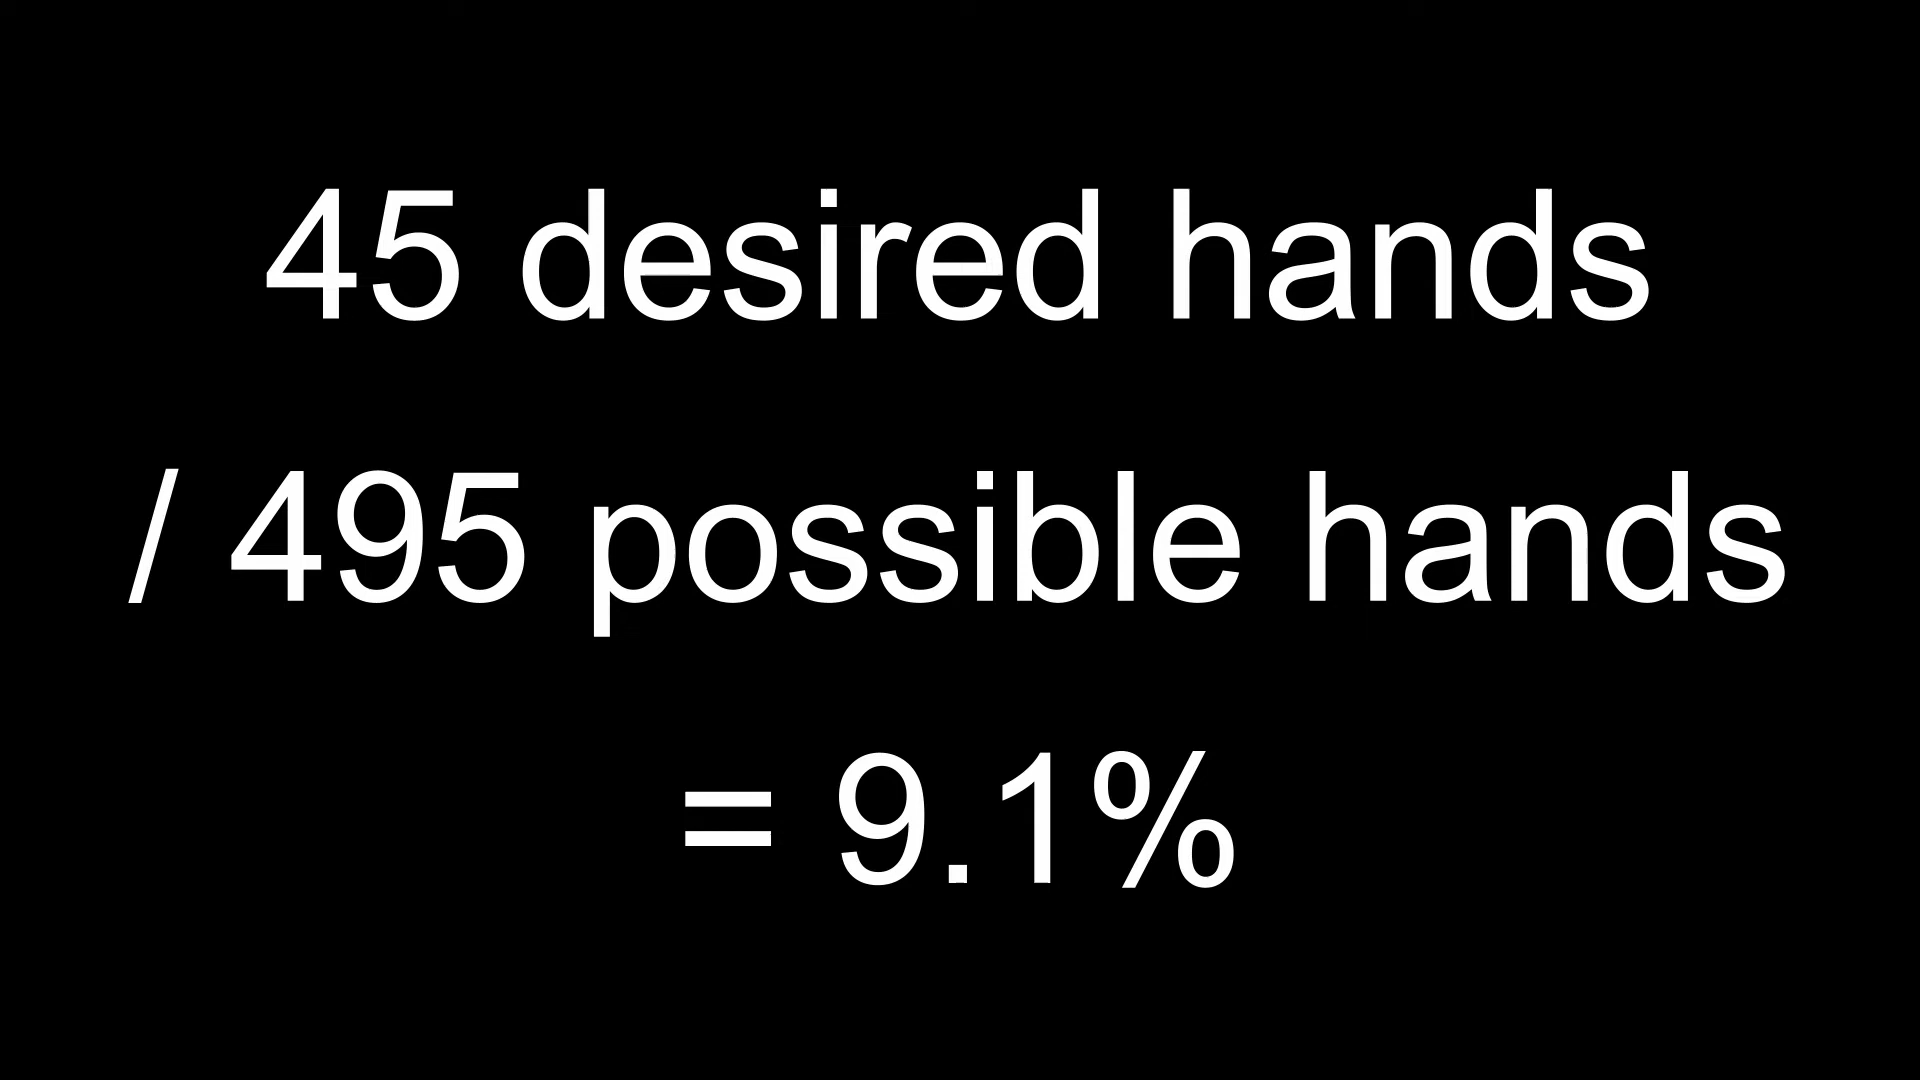 45 desired hands
/ 495 possible hands
= 9.1%